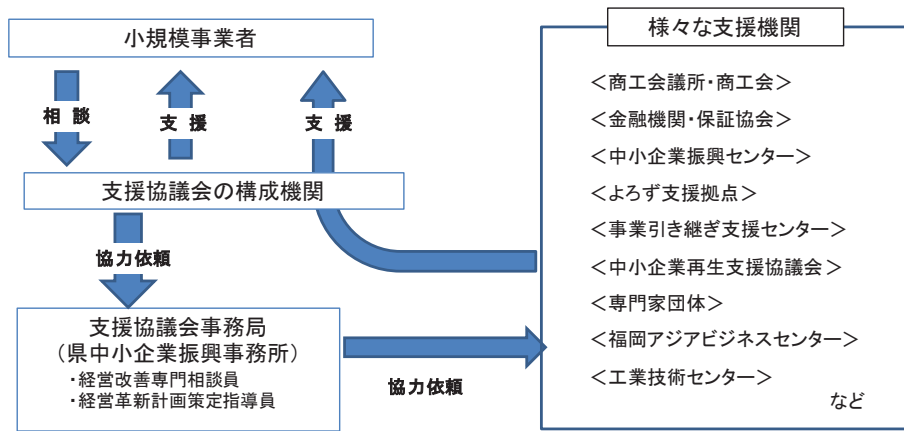 小規模事業者
相 談
支 援
支 援
支援協議会の構成機関
協力依頼
支援協議会事務局
（県中小企業振興事務所）
・経営改善専門相談員
・経営革新計画策定指導員
協力依頼
様々な支援機関
＜商工会議所・商工会＞
＜金融機関・保証協会＞
＜中小企業振興センター＞
＜よろず支援拠点＞
＜事業引き継ぎ支援センター＞
＜中小企業再生支援協議会＞
＜専門家団体＞
＜福岡アジアビジネスセンター＞
＜工業技術センター＞
など